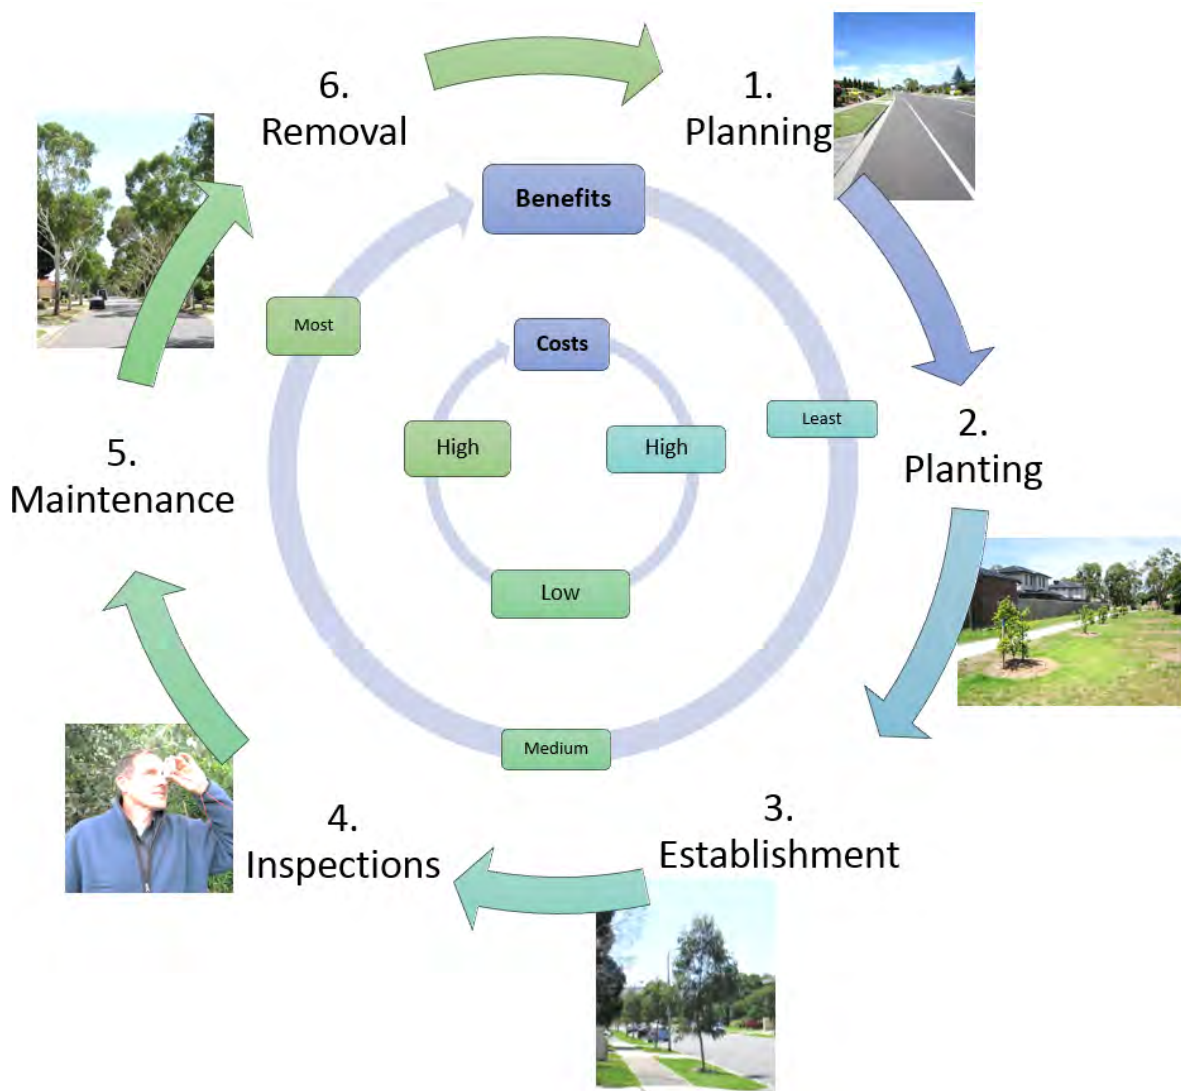 6.
Removal
1.
Planning
Benefits
Most
Costs
Least
High
High
2.
Planting
5.
Maintenance
Low
Medium
4.
Inspections
3.
Establishment